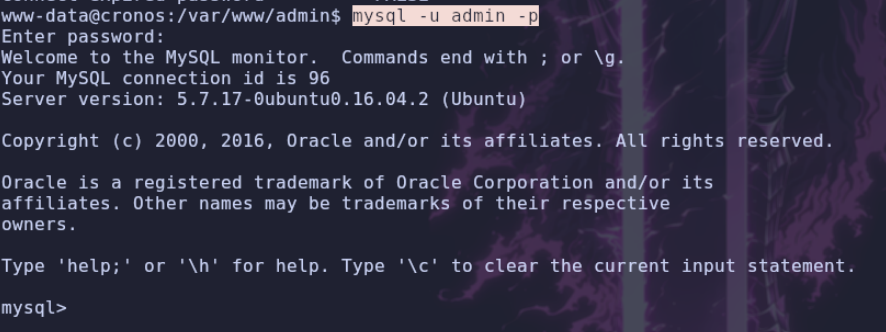 www-data@cronos:/var/www/admin$ mysql -u admin -p
Enter password:
Welcome to the MySQL monitor.  Commands end with ; or \g.
Your MySQL connection id is 96
Server version: 5.7.17-0ubuntu0.16.04.2 (Ubuntu)
Copyright (c) 2000, 2016, Oracle and/or its affiliates. All rights reserved.
Oracle is a registered trademark of Oracle Corporation and/or its
affiliates. Other names may be trademarks of their respective
owners.
Type 'help;' or '\h' for help. Type '\c' to clear the current input statement.
mysql>